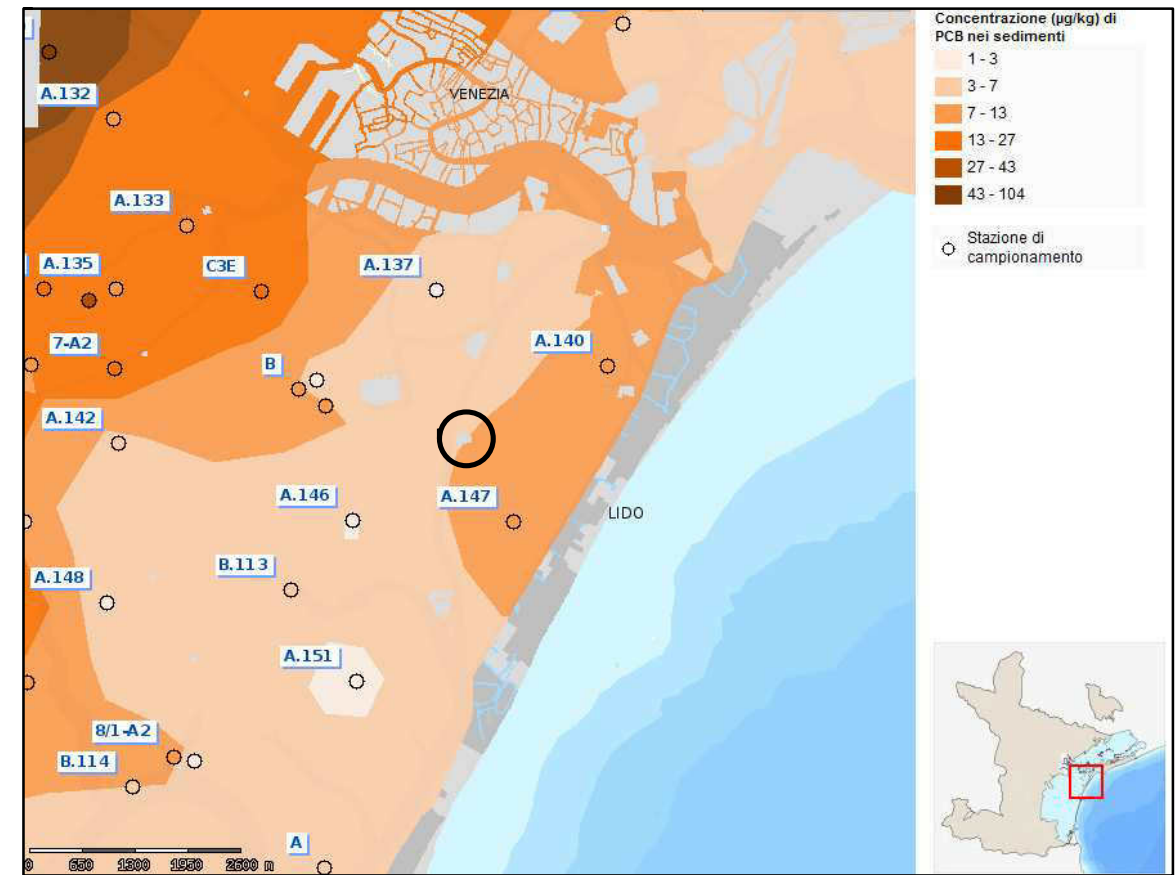 Concentrazione (µg/kg) di
PCB nei sedimenti
1 - 3
3 - 7
7 - 13
13 - 27
27 - 43
43 - 104
Stazione di
campionamento
VENEZIA
A.132
A.133
A.135
C3E
A.137
7-A2
B
A.140
A.142
A.146
A.147
LIDO
B.113
A.148
A.151
8/1-A2
B.114
A
0 650 1300 1950 2600 m